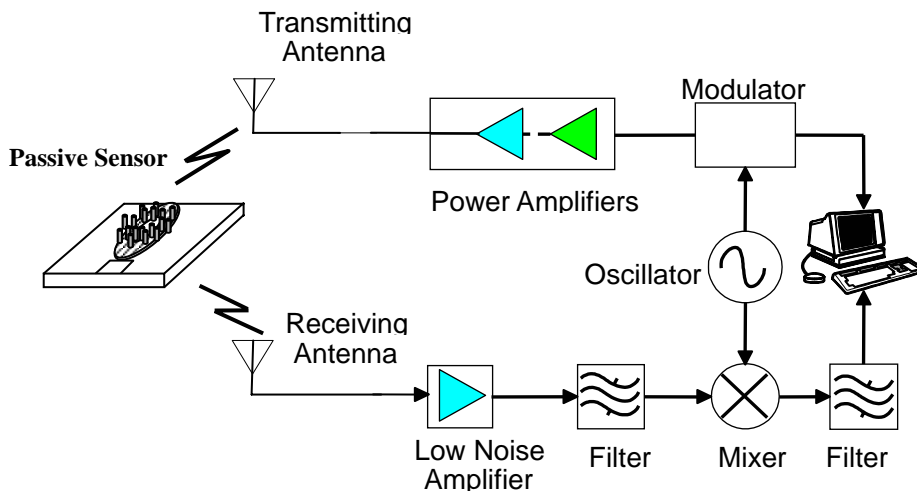 Transmitting
Antenna
Modulator
Passive Sensor
Power Amplifiers
Oscillator
Receiving
Antenna
Low Noise
Amplifier
Filter
Mixer
Filter